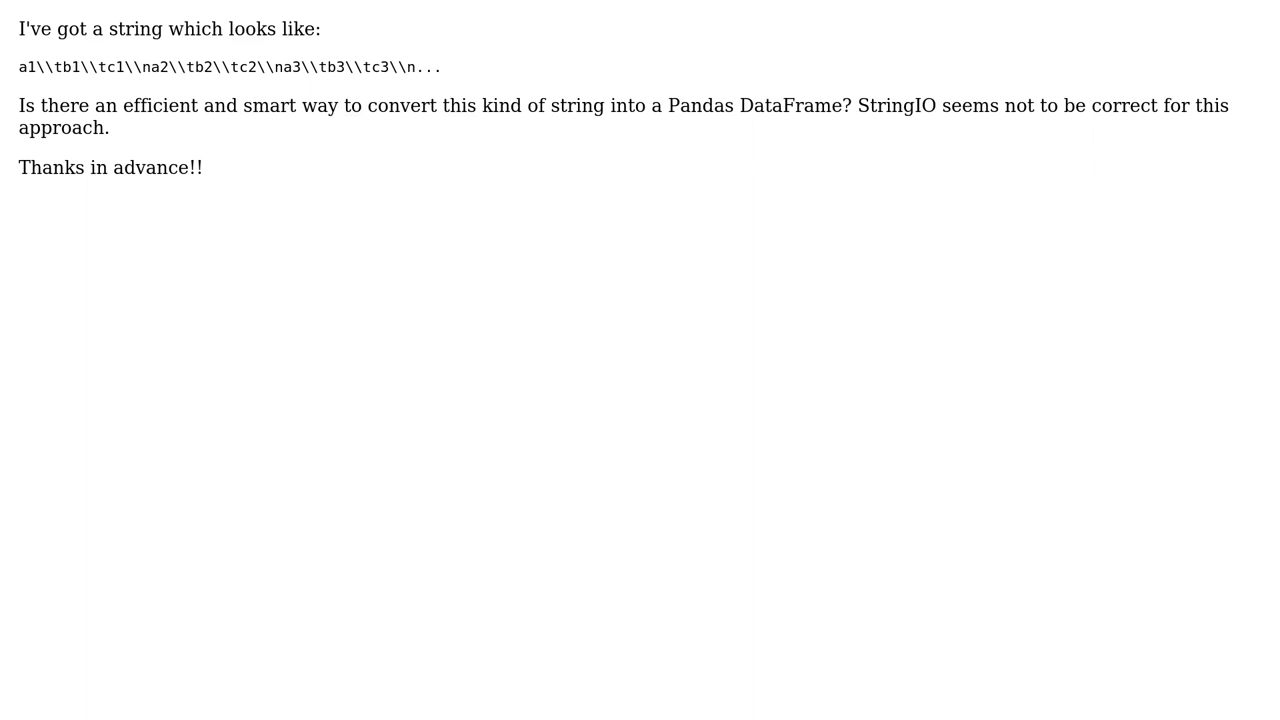 I've got a string which looks like:
a1\\tb1\\tc1\\na2\\tb2\\tc2\\na3\\tb3\\tc3\\n...
Is there an efficient and smart way to convert this kind of string into a Pandas DataFrame? StringIO seems not to be correct for this
approach.
Thanks in advance!!